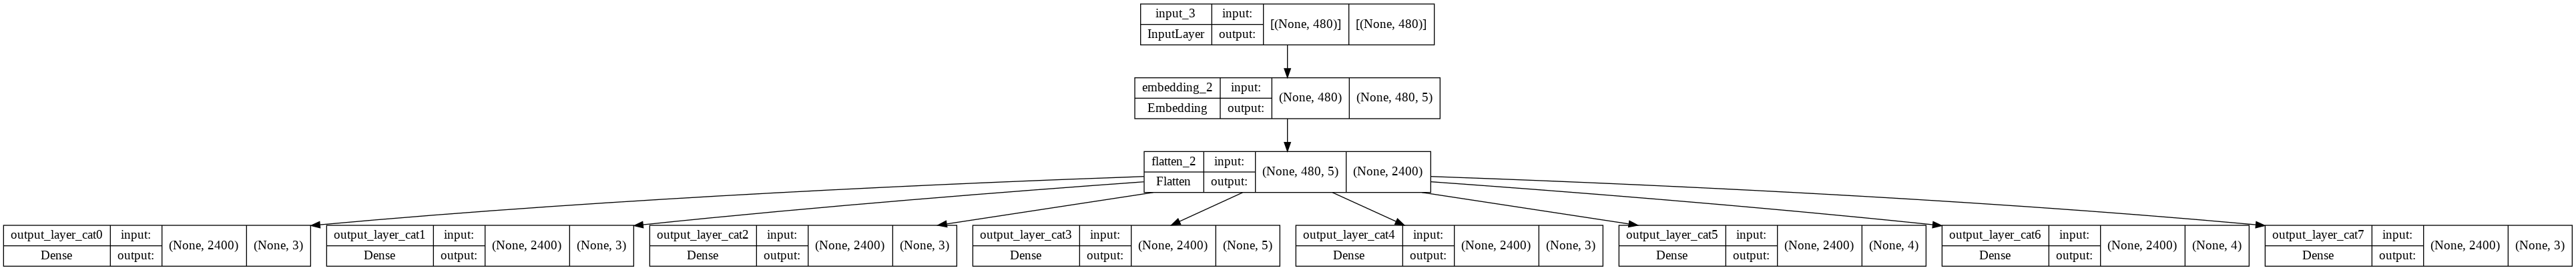 input_3 input: [(None, 480)] [(None, 480)]
InputLayer output:
embedding_2 input: (None, 480) (None, 480, 5)
Embedding output:
flatten_2 input: (None, 480, 5) (None, 2400)
Flatten output:
output_layer_cat0 input: (None, 2400) (None, 3)
Dense output:
output_layer_cat1 input: (None, 2400) (None, 3)
Dense output:
output_layer_cat2 input: (None, 2400) (None, 3)
Dense output:
output_layer_cat3 input: (None, 2400) (None, 5)
Dense output:
output_layer_cat4 input: (None, 2400) (None, 3)
Dense output:
output_layer_cat5 input: (None, 2400) (None, 4)
Dense output:
output_layer_cat6 input: (None, 2400) (None, 4)
Dense output:
output_layer_cat7 input: (None, 2400) (None, 3)
Dense output: